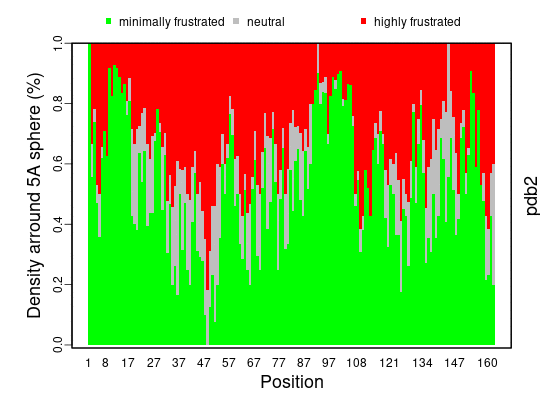 minimally frustrated neutral highly frustrated
1.0
0.8
0.6
0.4
0.2
0.0
Density arround 5A sphere (%)
pdb2
1 8 17 27 37 47 57 67 77 87 97 108 121 134 147 160
Position